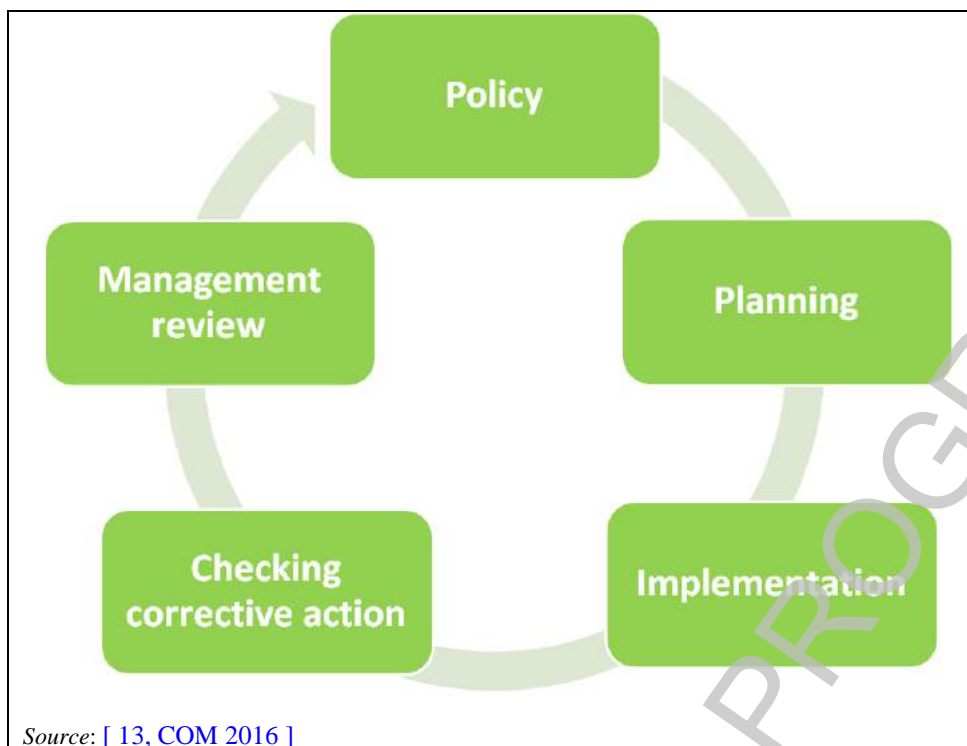 Policy
Planning
Implementation
Checking
corrective action
Management
review
Source: [ 13, COM 2016 ]